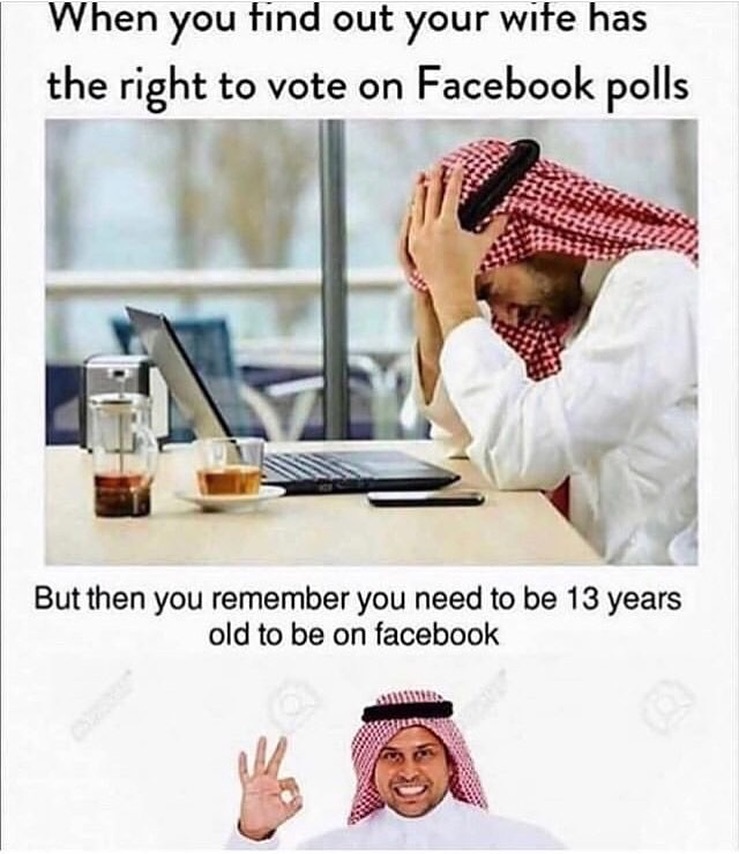 When you find out your wife has
the right to vote on Facebook polls
But then you remember you need to be 13 years
old to be on facebook